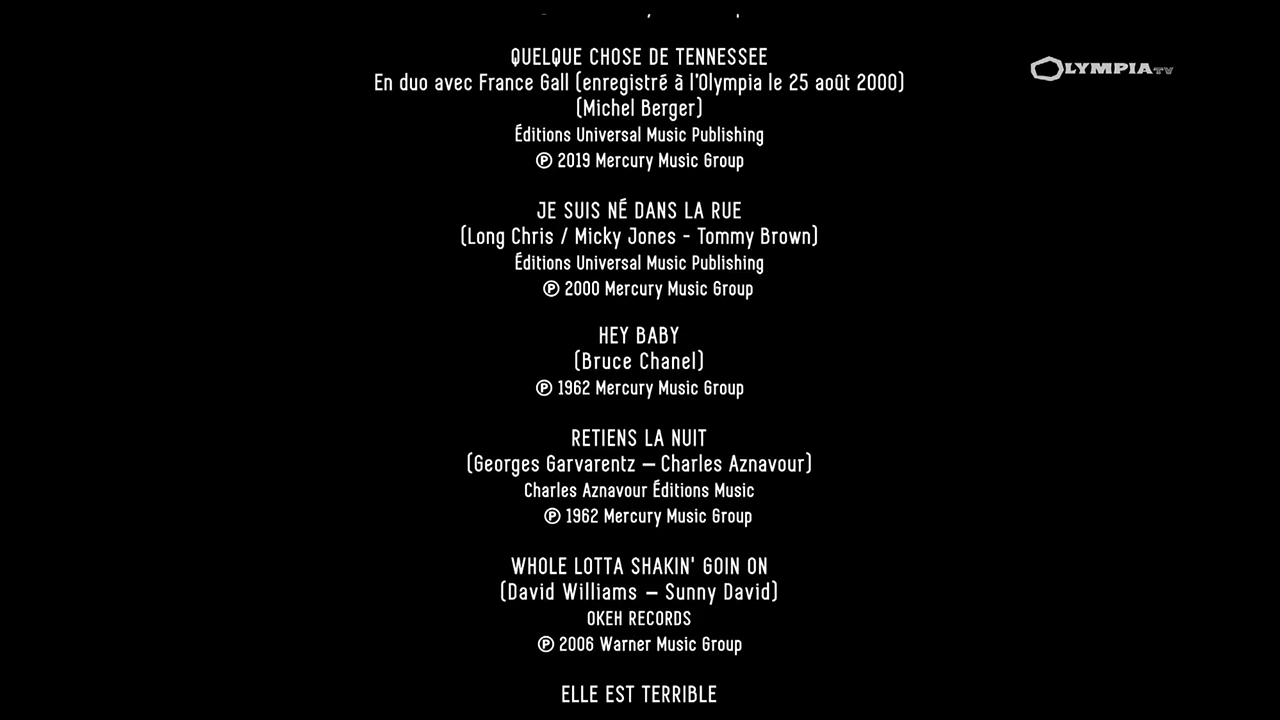 QUELQUE CHOSE DE TENNESSEE
OLYMPIA TV
En duo avec France Gall (enregistré à l'Olympia le 25 août 2000)
(Michel Berger)
Éditions Universal Music Publishing
℗ 2019 Mercury Music Group
JE SUIS NÉ DANS LA RUE
(Long Chris / Micky Jones - Tommy Brown)
Éditions Universal Music Publishing
℗ 2000 Mercury Music Group
HEY BABY
(Bruce Chanel)
℗ 1962 Mercury Music Group
RETIENS LA NUIT
(Georges Garvarentz – Charles Aznavour)
Charles Aznavour Éditions Music
℗ 1962 Mercury Music Group
WHOLE LOTTA SHAKIN' GOIN ON
(David Williams – Sunny David)
OKEH RECORDS
℗ 2006 Warner Music Group
ELLE EST TERRIBLE